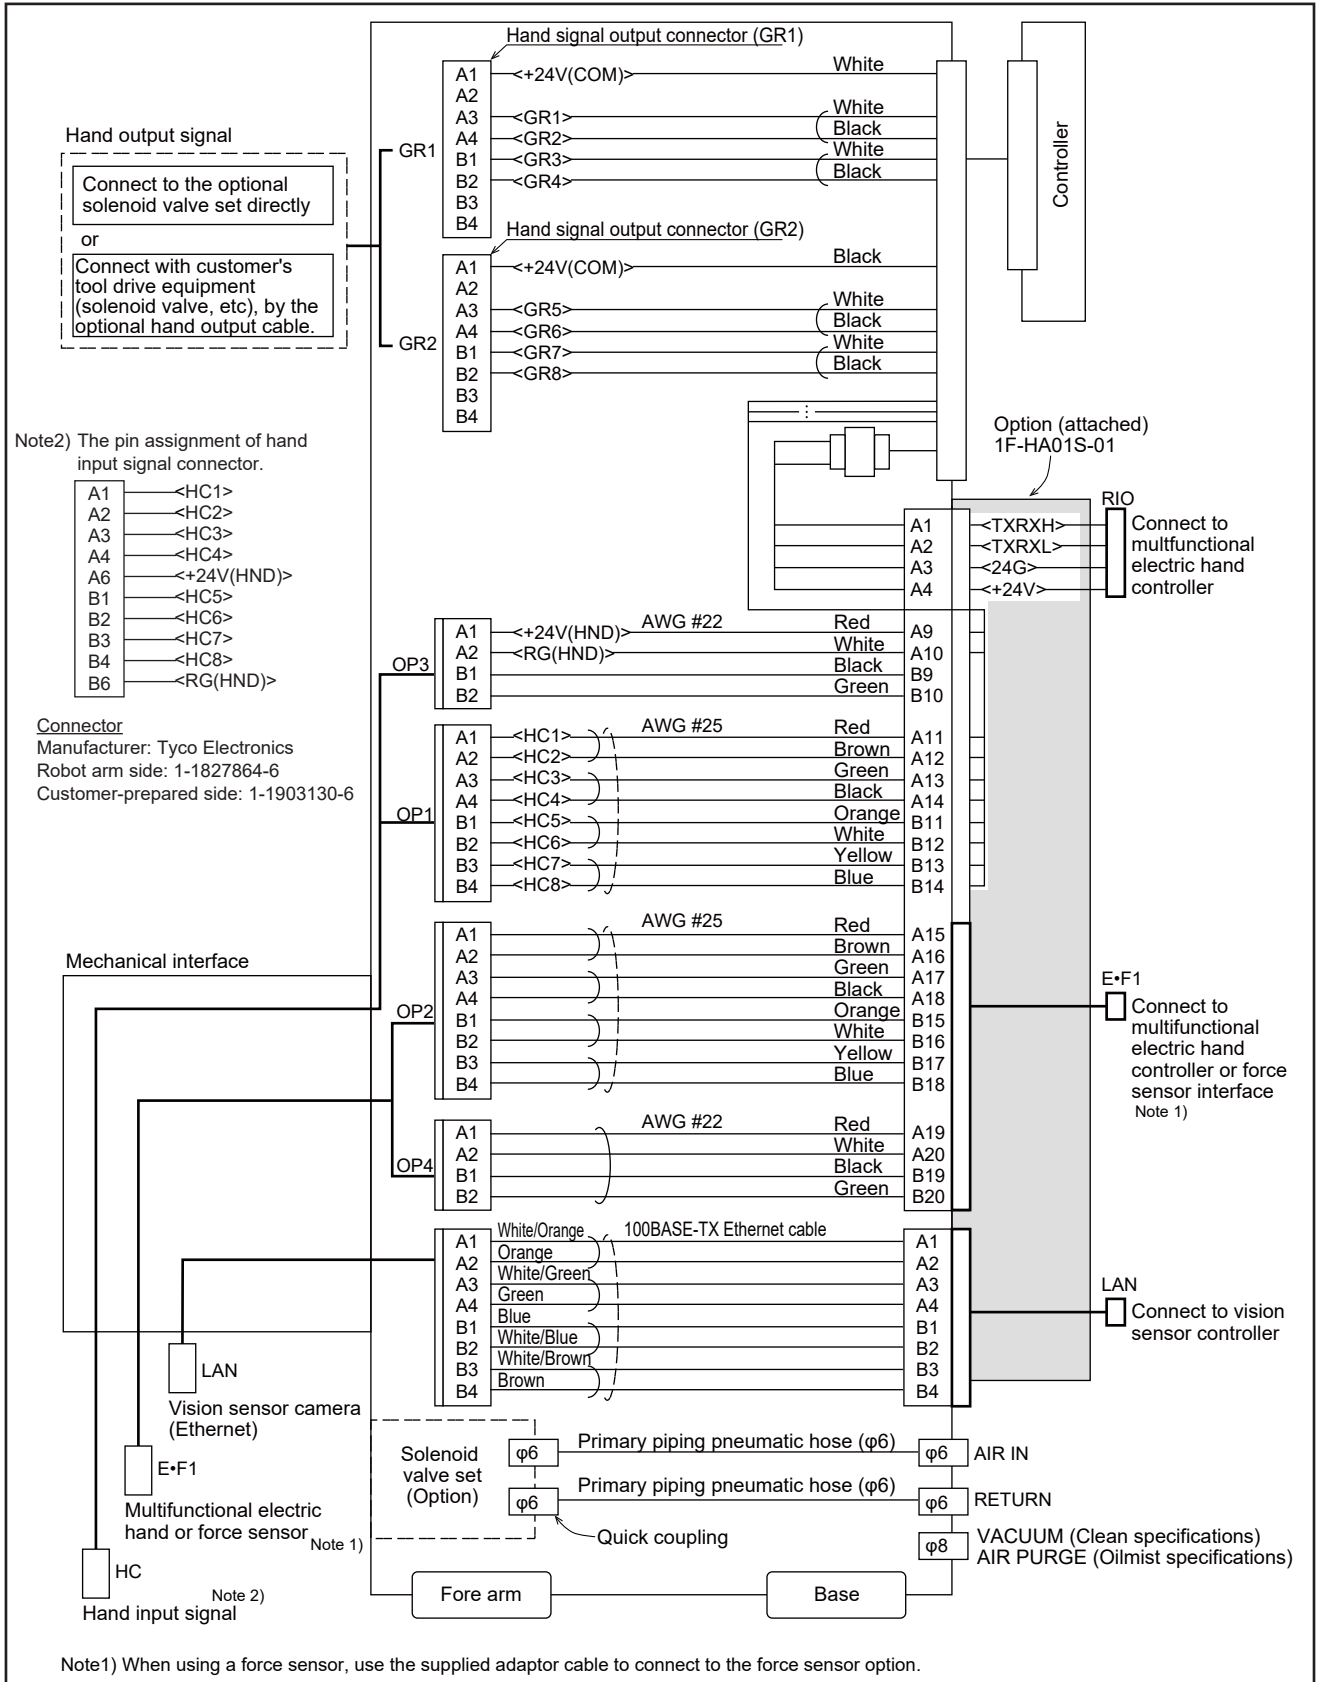 Hand signal output connector (GR1)
A1 <+24V(COM)> White
A2
A3 <GR1> White
A4 <GR2> Black
B1 <GR3> White
B2 <GR4> Black
B3
B4
GR1
Controller
Hand output signal
Connect to the optional
solenoid valve set directly
or
Connect with customer's
tool drive equipment
(solenoid valve, etc), by the
optional hand output cable.
Hand signal output connector (GR2)
A1 <+24V(COM)> Black
A2
A3 <GR5> White
A4 <GR6> Black
B1 <GR7> White
B2 <GR8> Black
B3
B4
GR2
Note2) The pin assignment of hand
input signal connector.
A1 <HC1>
A2 <HC2>
A3 <HC3>
A4 <HC4>
A6 <+24V(HND)>
B1 <HC5>
B2 <HC6>
B3 <HC7>
B4 <HC8>
B6 <RG(HND)>
Connector
Manufacturer: Tyco Electronics
Robot arm side: 1-1827864-6
Customer-prepared side: 1-1903130-6
Option (attached)
1F-HA01S-01
RIO
A1 <TXRXH>
A2 <TXRXL>
A3 <24G>
A4 <+24V>
Connect to
multfunctional
electric hand
controller
OP3
AWG #22
A1 <+24V(HND)> Red A9
A2 <RG(HND)> White A10
B1 Black B9
B2 Green B10
OP1
AWG #25
A1 <HC1> Red A11
A2 <HC2> Brown A12
A3 <HC3> Green A13
A4 <HC4> Black A14
B1 <HC5> Orange B11
B2 <HC6> White B12
B3 <HC7> Yellow B13
B4 <HC8> Blue B14
Mechanical interface
OP2
AWG #25
A1 Red A15
A2 Brown A16
A3 Green A17
A4 Black A18
B1 Orange B15
B2 White B16
B3 Yellow B17
B4 Blue B18
E•F1
Connect to
multifunctional
electric hand
controller or force
sensor interface
Note 1)
OP4
AWG #22
A1 Red A19
A2 White A20
B1 Black B19
B2 Green B20
100BASE-TX Ethernet cable
A1 White/Orange A1
A2 Orange A2
A3 White/Green A3
A4 Green A4
B1 Blue B1
B2 White/Blue B2
B3 White/Brown B3
B4 Brown B4
LAN
Connect to vision
sensor controller
LAN
Vision sensor camera
(Ethernet)
E•F1
Multifunctional electric
hand or force sensor
Note 1)
HC
Note 2)
Hand input signal
Solenoid
valve set
(Option)
φ6 Primary piping pneumatic hose (φ6) φ6 AIR IN
φ6 Primary piping pneumatic hose (φ6) φ6 RETURN
Quick coupling
φ8 VACUUM (Clean specifications)
AIR PURGE (Oilmist specifications)
Fore arm
Base
Note1) When using a force sensor, use the supplied adaptor cable to connect to the force sensor option.